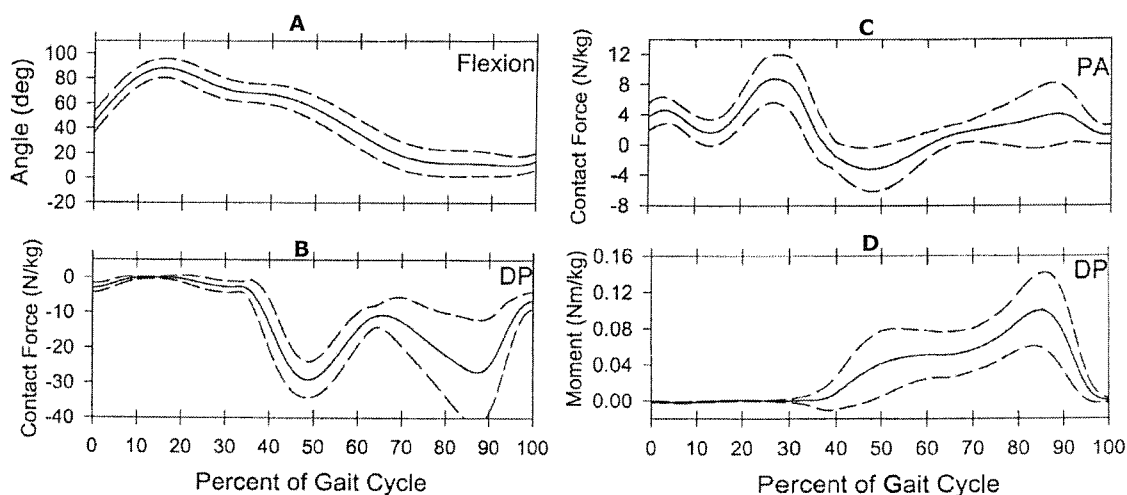 A
Flexion
Angle (deg)
100
80
60
40
20
0
-20
B
DP
Contact Force (N/kg)
0
-10
-20
-30
-40
0 10 20 30 40 50 60 70 80 90 100
Percent of Gait Cycle
C
PA
Contact Force (N/kg)
12
8
4
0
-4
-8
D
DP
Moment (Nm/kg)
0.16
0.12
0.08
0.04
0.00
0 10 20 30 40 50 60 70 80 90 100
Percent of Gait Cycle